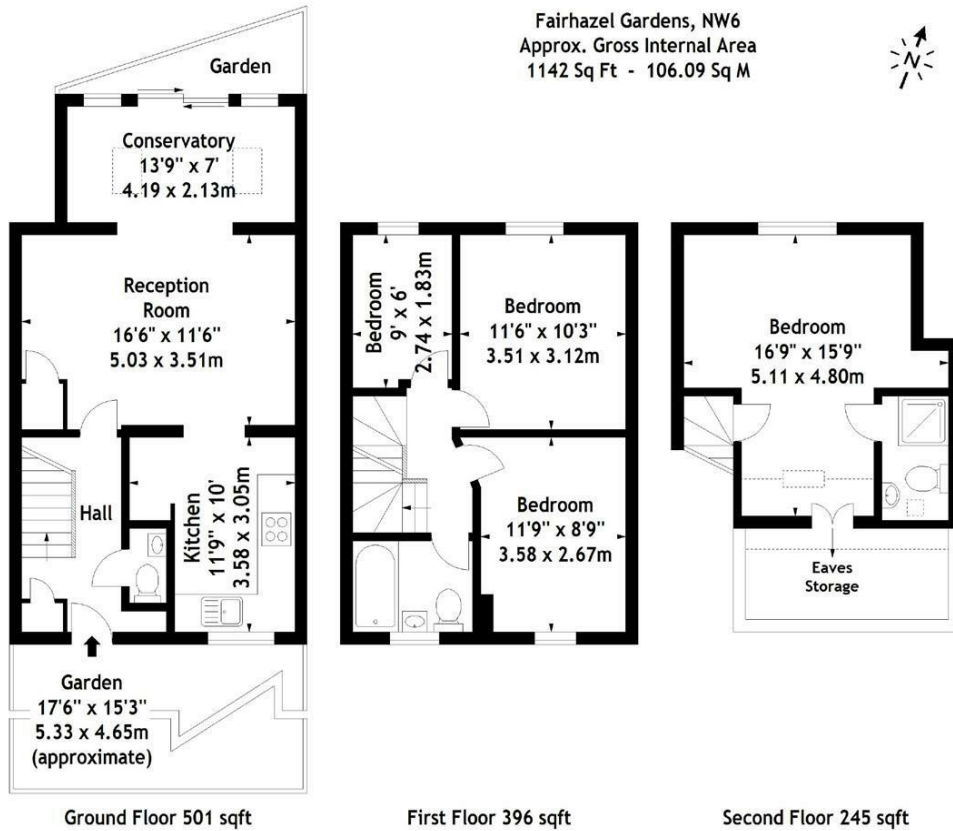 Fairhazel Gardens, NW6
Approx. Gross Internal Area
1142 Sq Ft - 106.09 Sq M
N
Garden
Conservatory
13'9" x 7'
4.19 x 2.13m
Reception
Room
16'6" x 11'6"
5.03 x 3.51m
Hall
Kitchen
11'9" x 10'
3.58 x 3.05m
Garden
17'6" x 15'3"
5.33 x 4.65m
(approximate)
Ground Floor 501 sqft
Bedroom
9' x 6'
2.74 x 1.83m
Bedroom
11'6" x 10'3"
3.51 x 3.12m
Bedroom
11'9" x 8'9"
3.58 x 2.67m
First Floor 396 sqft
Bedroom
16'9" x 15'9"
5.11 x 4.80m
Eaves
Storage
Second Floor 245 sqft